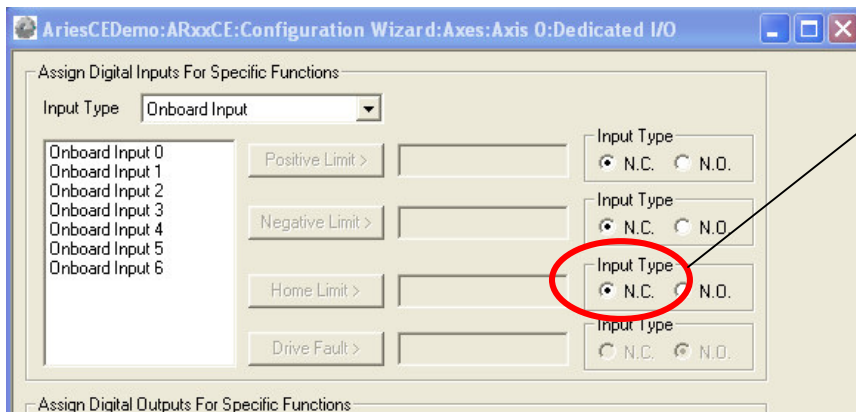 AriesCEDemo:ARxxCE:Configuration Wizard:Axes:Axis 0:Dedicated I/O
Assign Digital Inputs For Specific Functions
Input Type Onboard Input
Onboard Input 0
Onboard Input 1
Onboard Input 2
Onboard Input 3
Onboard Input 4
Onboard Input 5
Onboard Input 6
Positive Limit >
Input Type
N.C. N.O.
Negative Limit >
Input Type
N.C. N.O.
Home Limit >
Input Type
N.C. N.O.
Drive Fault >
Input Type
N.C. N.O.
Assign Digital Outputs For Specific Functions